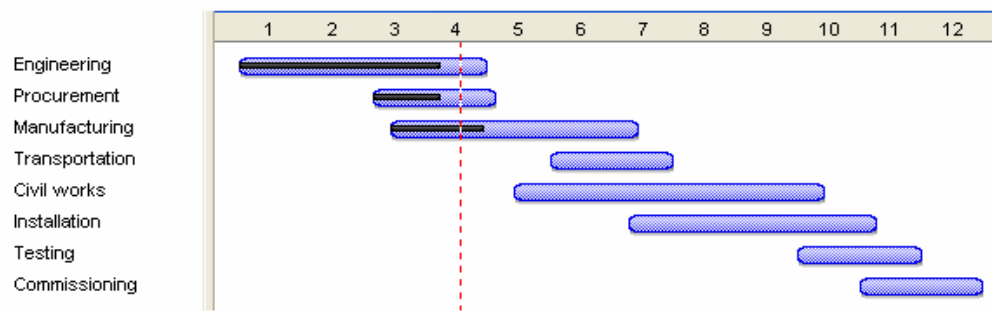 1 2 3 4 5 6 7 8 9 10 11 12
Engineering
Procurement
Manufacturing
Transportation
Civil works
Installation
Testing
Commissioning